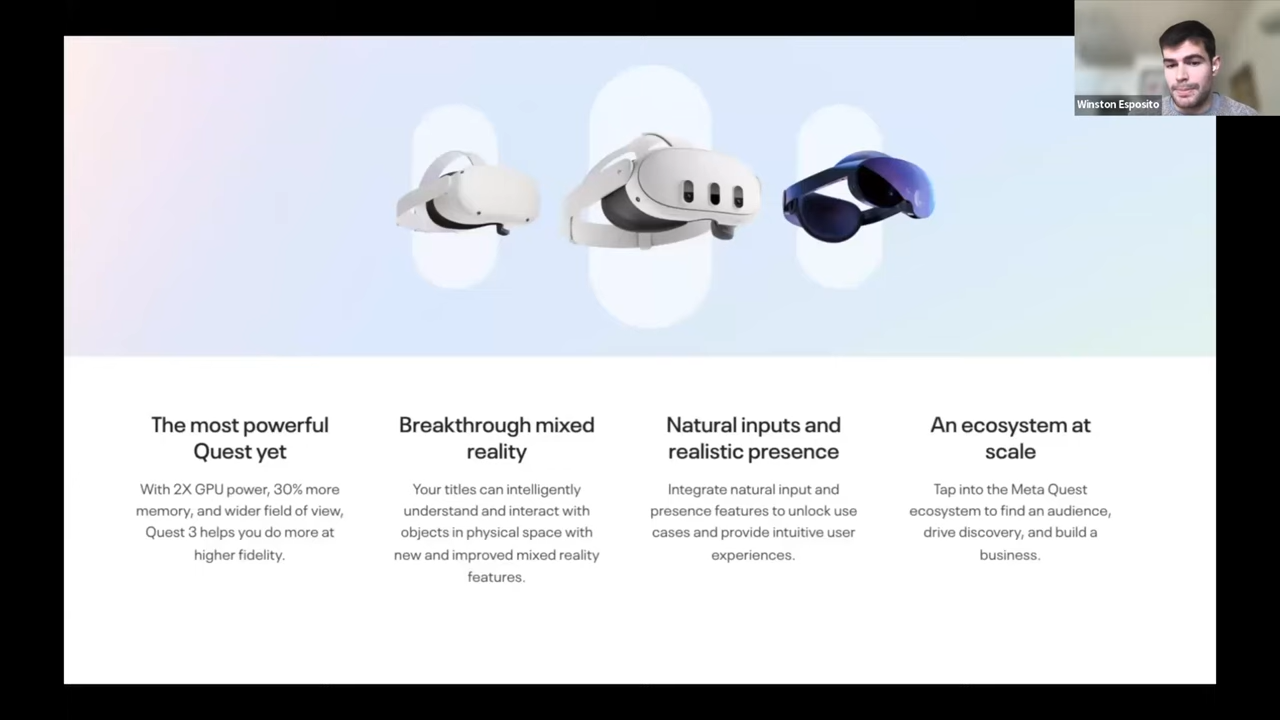 Winston Esposito
The most powerful
Quest yet
With 2X GPU power, 30% more
memory, and wider field of view,
Quest 3 helps you do more at
higher fidelity.
Breakthrough mixed
reality
Your titles can intelligently
understand and interact with
objects in physical space with
new and improved mixed reality
features.
Natural inputs and
realistic presence
Integrate natural input and
presence features to unlock use
cases and provide intuitive user
experiences.
An ecosystem at
scale
Tap into the Meta Quest
ecosystem to find an audience,
drive discovery, and build a
business.